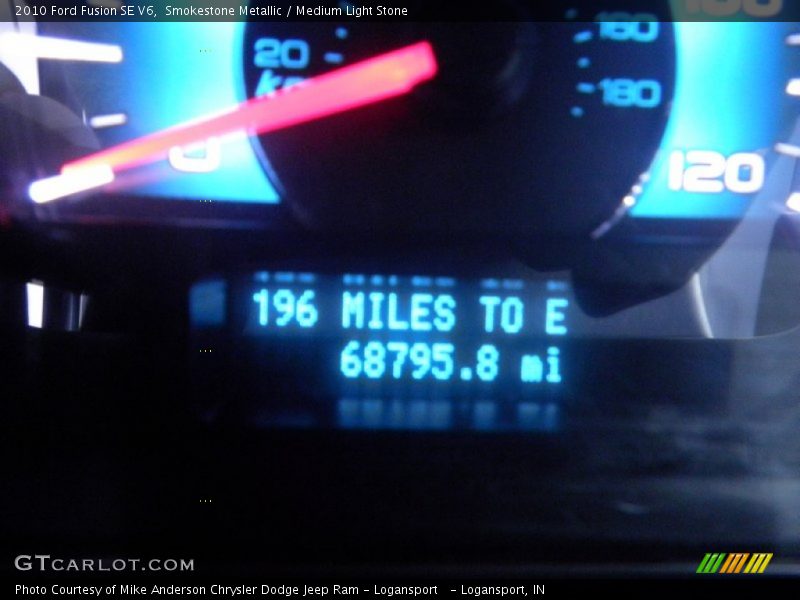 2010 Ford Fusion SE V6,  Smokestone Metallic / Medium Light Stone
20
160
180
0
120
196 MILES TO E
68795.8 mi
GTCARLOT.COM
Photo Courtesy of Mike Anderson Chrysler Dodge Jeep Ram - Logansport   - Logansport, IN